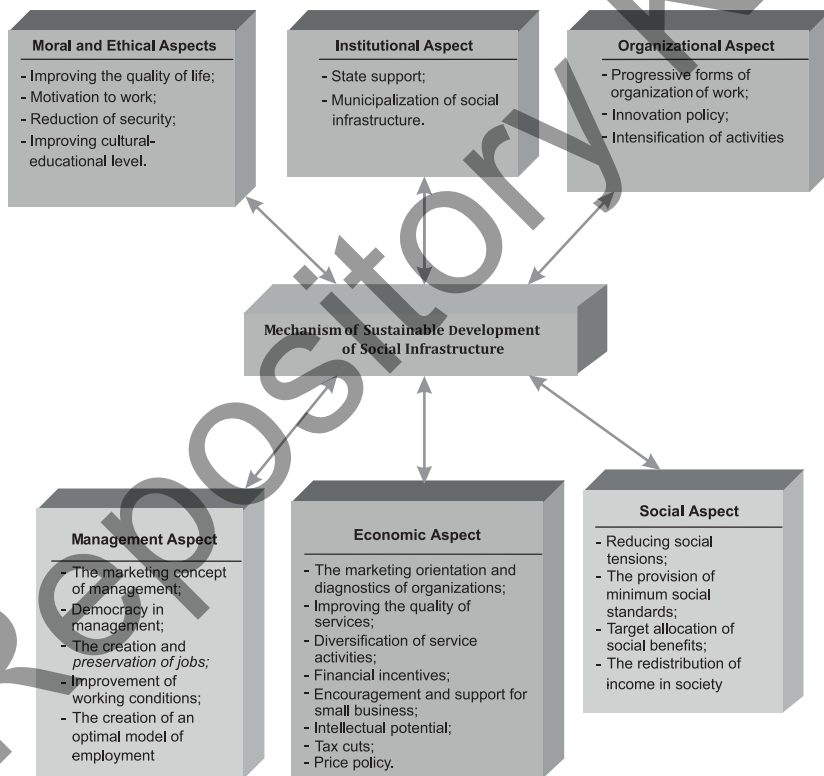 Moral and Ethical Aspects
- Improving the quality of life;
- Motivation to work;
- Reduction of security;
- Improving cultural-
educational level.
Institutional Aspect
- State support;
- Municipalization of social
infrastructure.
Organizational Aspect
- Progressive forms of
organization of work;
- Innovation policy;
- Intensification of activities
Mechanism of Sustainable Development
of Social Infrastructure
Management Aspect
- The marketing concept
of management;
- Democracy in
management;
- The creation and
preservation of jobs;
- Improvement of
working conditions;
- The creation of an
optimal model of
employment
Economic Aspect
- The marketing orientation and
diagnostics of organizations;
- Improving the quality of
services;
- Diversification of service
activities;
- Financial incentives;
- Encouragement and support for
small business;
- Intellectual potential;
- Tax cuts;
- Price policy.
Social Aspect
- Reducing social
tensions;
- The provision of
minimum social
standards;
- Target allocation of
social benefits;
- The redistribution of
income in society
Repository